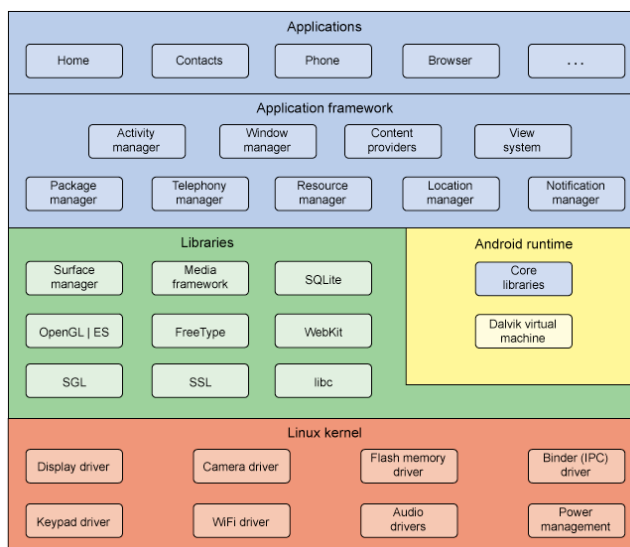 Applications
Home
Contacts
Phone
Browser
...
Application framework
Activity
manager
Window
manager
Content
providers
View
system
Package
manager
Telephony
manager
Resource
manager
Location
manager
Notification
manager
Libraries
Android runtime
Surface
manager
Media
framework
SQLite
Core
libraries
OpenGL | ES
FreeType
WebKit
Dalvik virtual
machine
SGL
SSL
libc
Linux kernel
Display driver
Camera driver
Flash memory
driver
Binder (IPC)
driver
Keypad driver
WiFi driver
Audio
drivers
Power
management